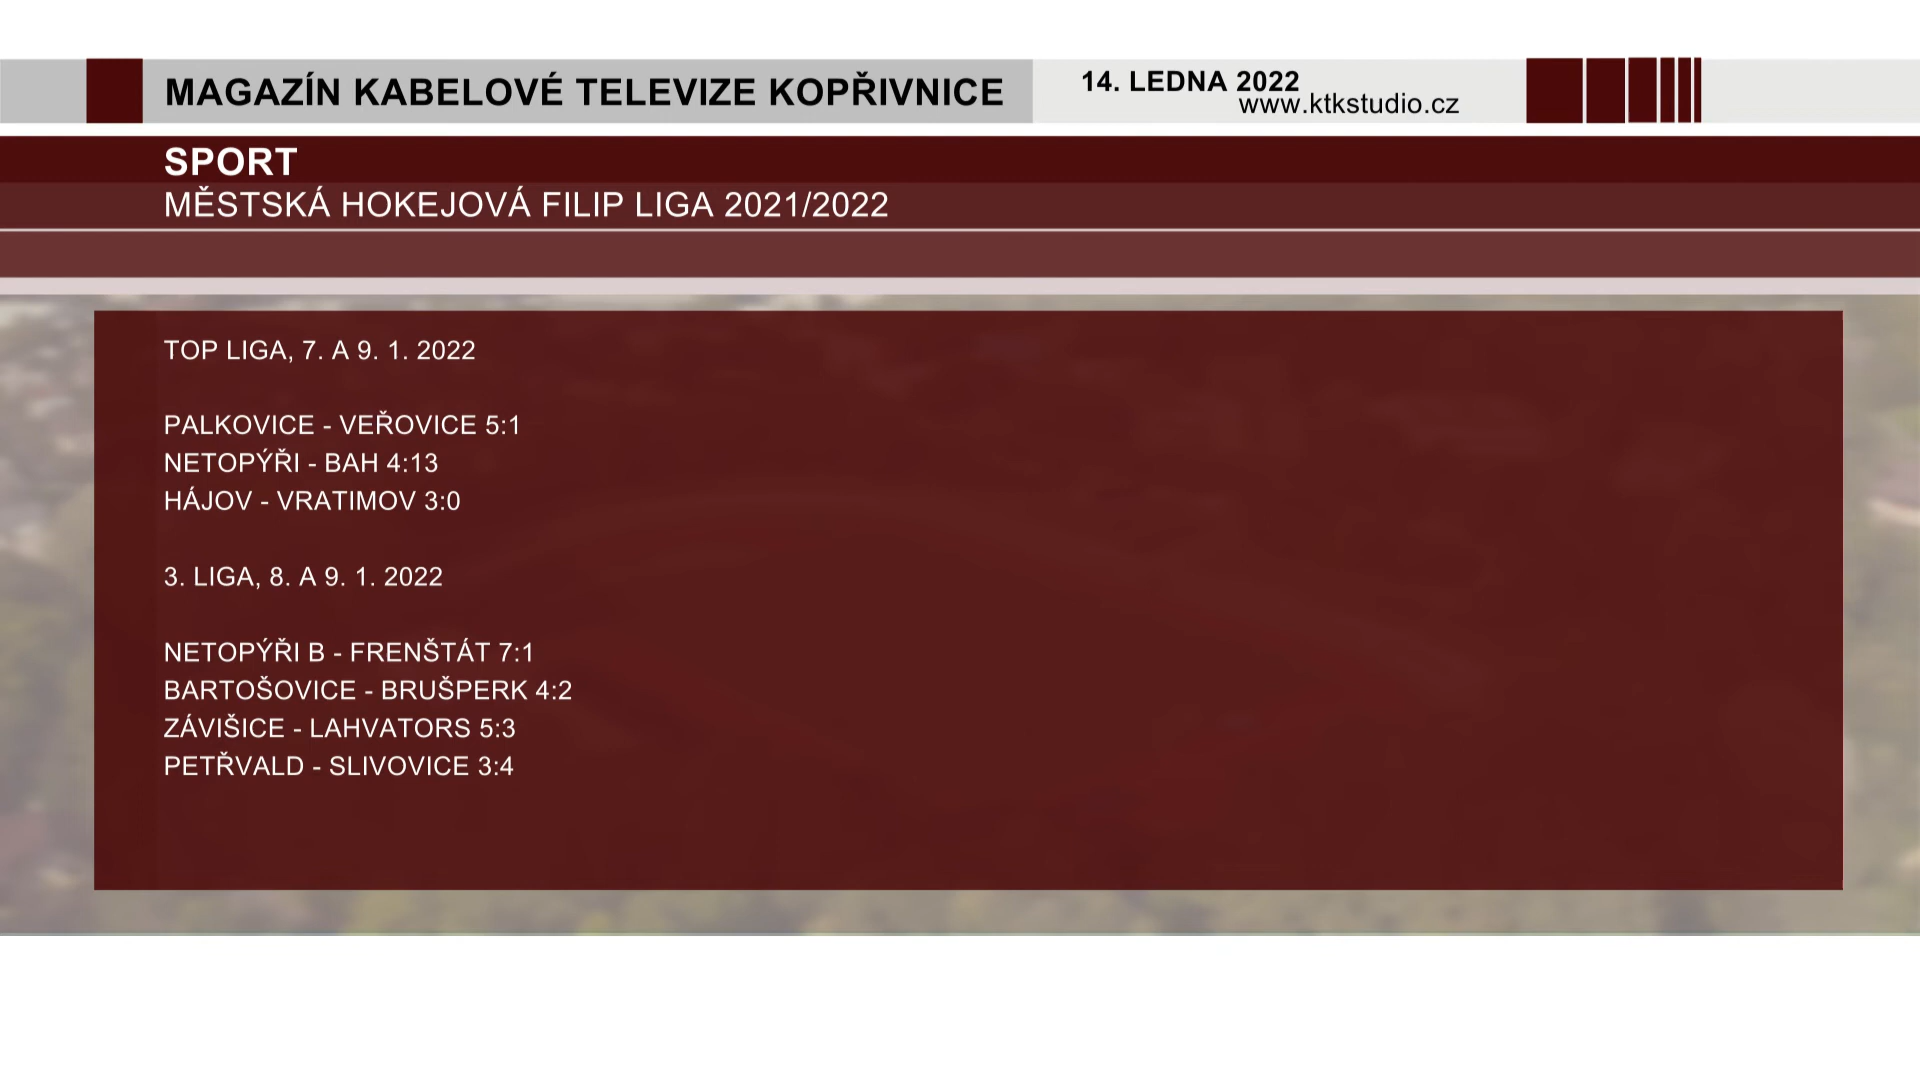 MAGAZÍN KABELOVÉ TELEVIZE KOPŘIVNICE
14. LEDNA 2022
www.ktkstudio.cz
SPORT
MĚSTSKÁ HOKEJOVÁ FILIP LIGA 2021/2022
TOP LIGA, 7. A 9. 1. 2022
PALKOVICE - VEŘOVICE 5:1
NETOPÝŘI - BAH 4:13
HÁJOV - VRATIMOV 3:0
3. LIGA, 8. A 9. 1. 2022
NETOPÝŘI B - FRENŠTÁT 7:1
BARTOŠOVICE - BRUŠPERK 4:2
ZÁVIŠICE - LAHVATORS 5:3
PETŘVALD - SLIVOVICE 3:4